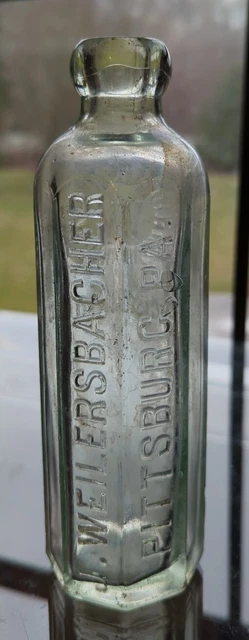 J. WEILERSBACHER
PITTSBURG, PA.